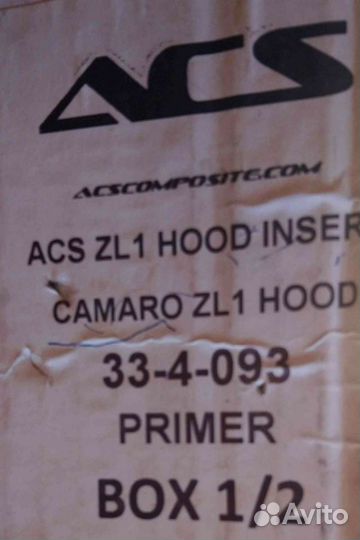 ACS
ACSCOMPOSITE.COM
ACS ZL1 HOOD INSER
CAMARO ZL1 HOOD
33-4-093
PRIMER
BOX 1/2
Avito